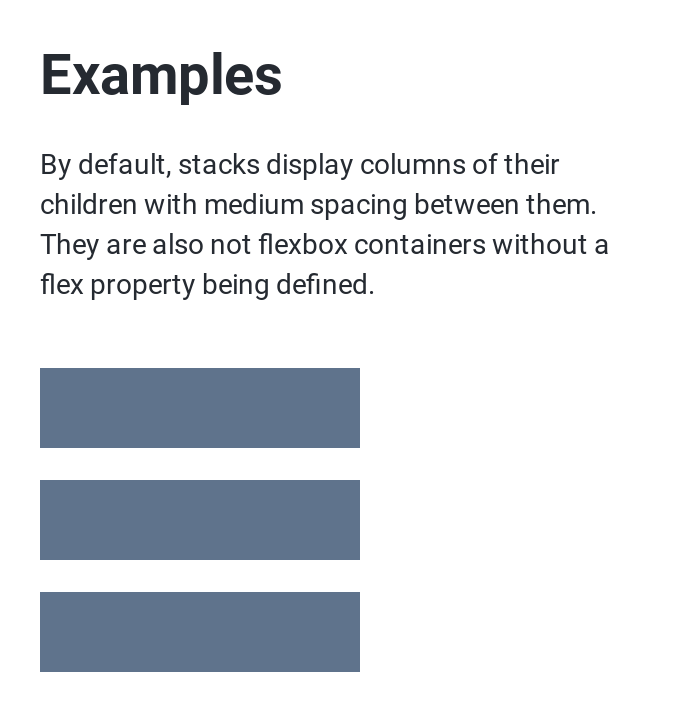 Examples
By default, stacks display columns of their
children with medium spacing between them.
They are also not flexbox containers without a
flex property being defined.